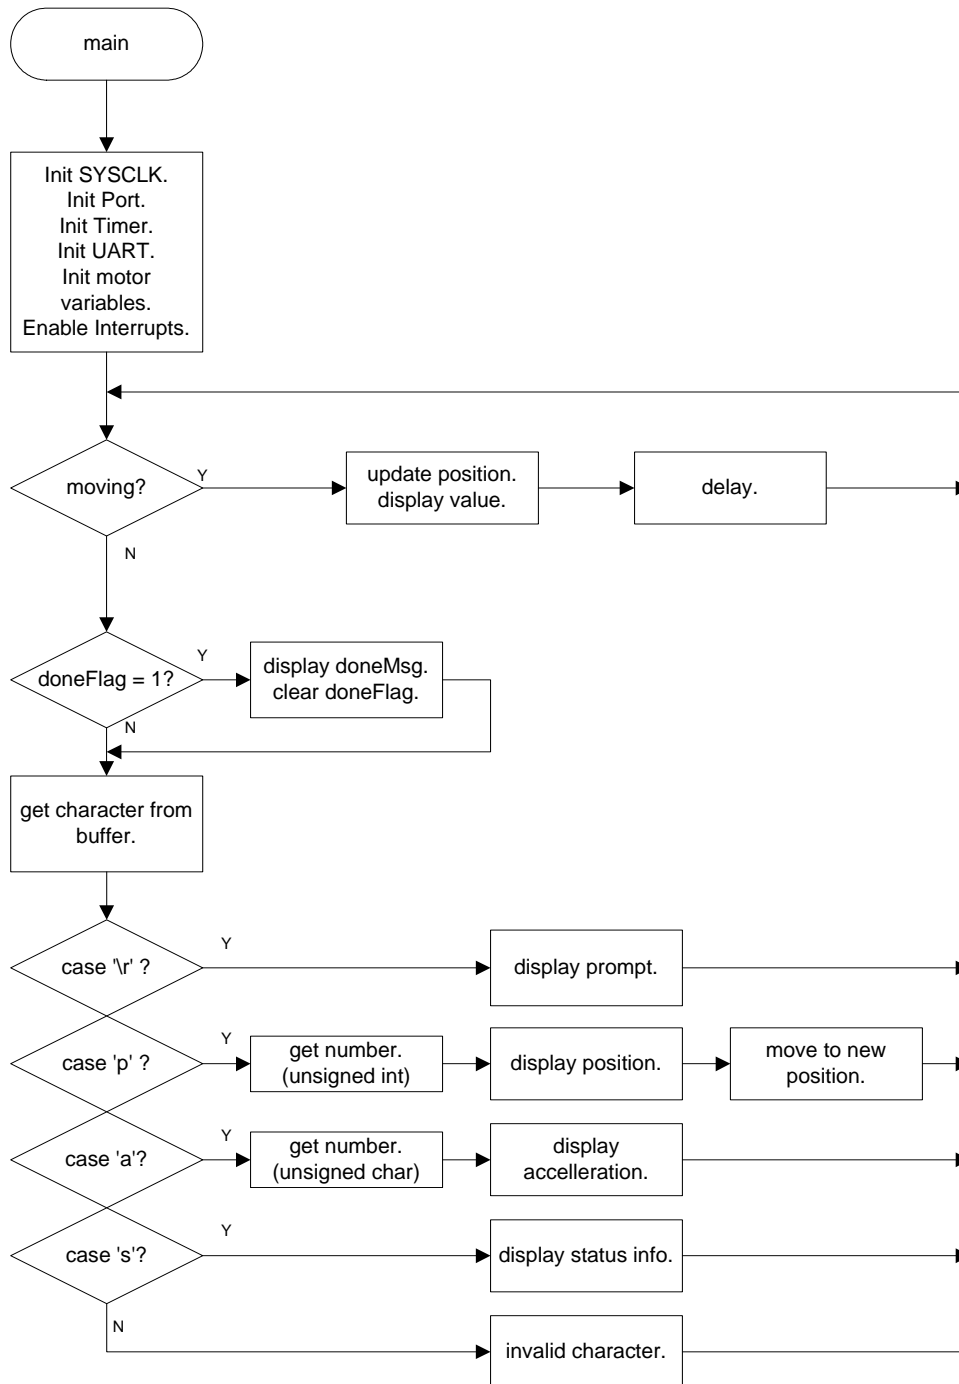 main
Init SYSCLK.
Init Port.
Init Timer.
Init UART.
Init motor
variables.
Enable Interrupts.
moving?
Y
update position.
display value.
delay.
N
doneFlag = 1?
Y
display doneMsg.
clear doneFlag.
N
get character from
buffer.
case '\r' ?
Y
display prompt.
case 'p' ?
Y
get number.
(unsigned int)
display position.
move to new
position.
case 'a'?
Y
get number.
(unsigned char)
display
accelleration.
case 's'?
Y
display status info.
N
invalid character.